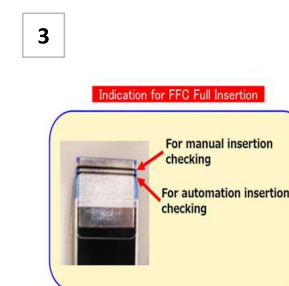 3
Indication for FFC Full Insertion
For manual insertion
checking
For automation insertion
checking